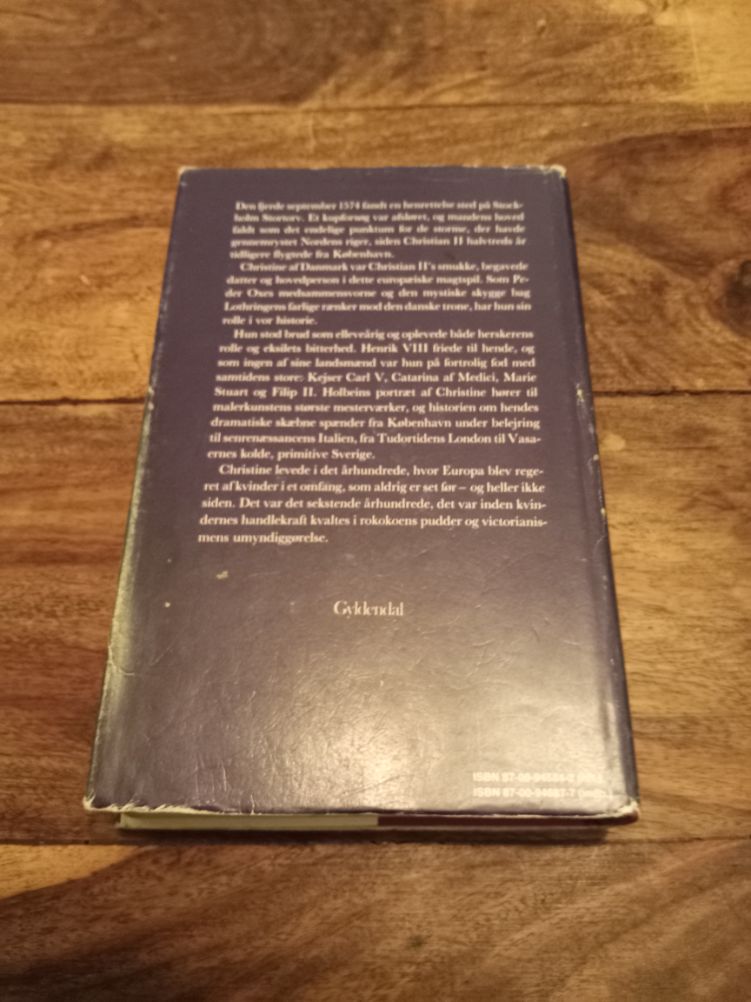 Den fjerde september 1574 fandt en henrettelse sted på Stock-
holm Stortorv. Et kupforsøg var afsløret, og mandens hoved
faldt som det endelige punktum for de storme, der havde
gennemrystet Nordens riger, siden Christian II halvtreds år
tidligere flygtede fra København.
Christine af Danmark var Christian II's smukke, begavede
datter og hovedperson i dette europæiske magtspil. Som Pe-
der Oxes medsammensvorne og den mystiske skygge bag
Lothringens farlige rænker mod den danske trone, har hun sin
rolle i vor historie.
Hun stod brud som elleveårig og oplevede både herskerens
rolle og eksilets bitterhed. Henrik VIII friede til hende, og
som ingen af sine landsmænd var hun på fortrolig fod med
samtidens store: Kejser Carl V, Catarina af Medici, Marie
Stuart og Filip II. Holbeins portræt af Christine hører til
malerkunstens største mesterværker, og historien om hendes
dramatiske skæbne spænder fra København under belejring
til senrenæssancens Italien, fra Tudortidens London til Vasa-
ernes kolde, primitive Sverige.
Christine levede i det århundrede, hvor Europa blev rege-
ret af kvinder i et omfang, som aldrig er set før – og heller ikke
siden. Det var det sekstende århundrede, det var inden kvin-
dernes handlekraft kvaltes i rokokoens pudder og victorianis-
mens umyndiggørelse.
Gyldendal
ISBN
ISBN 87-00-94687-7